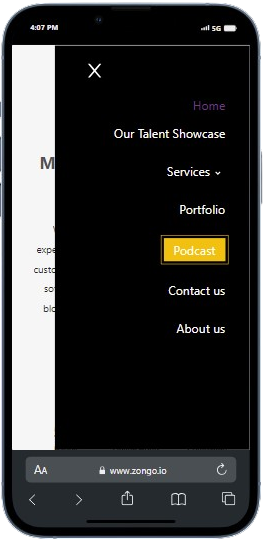 4:07 PM
5G
X
Home
Our Talent Showcase
M
Services
Portfolio
expe
Podcast
custo
so
Contact us
blo
About us
AA
www.zongo.io